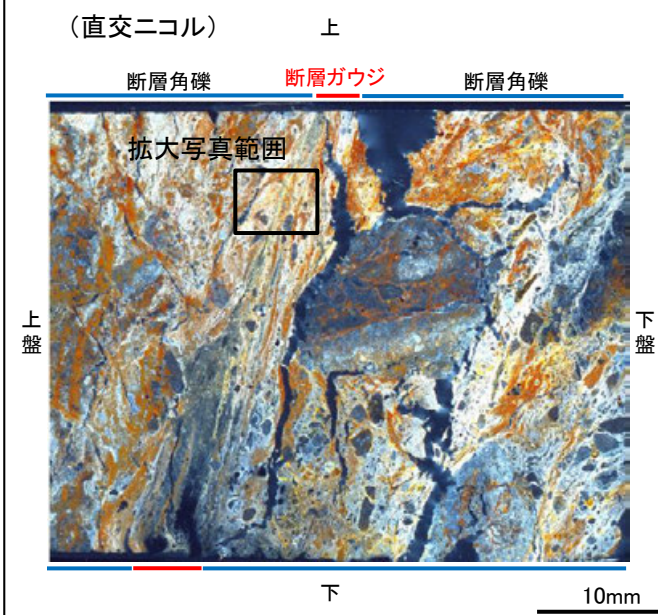 （直交ニコル）
上
断層角礫
断層ガウジ
断層角礫
拡大写真範囲
上盤
下盤
下
10mm